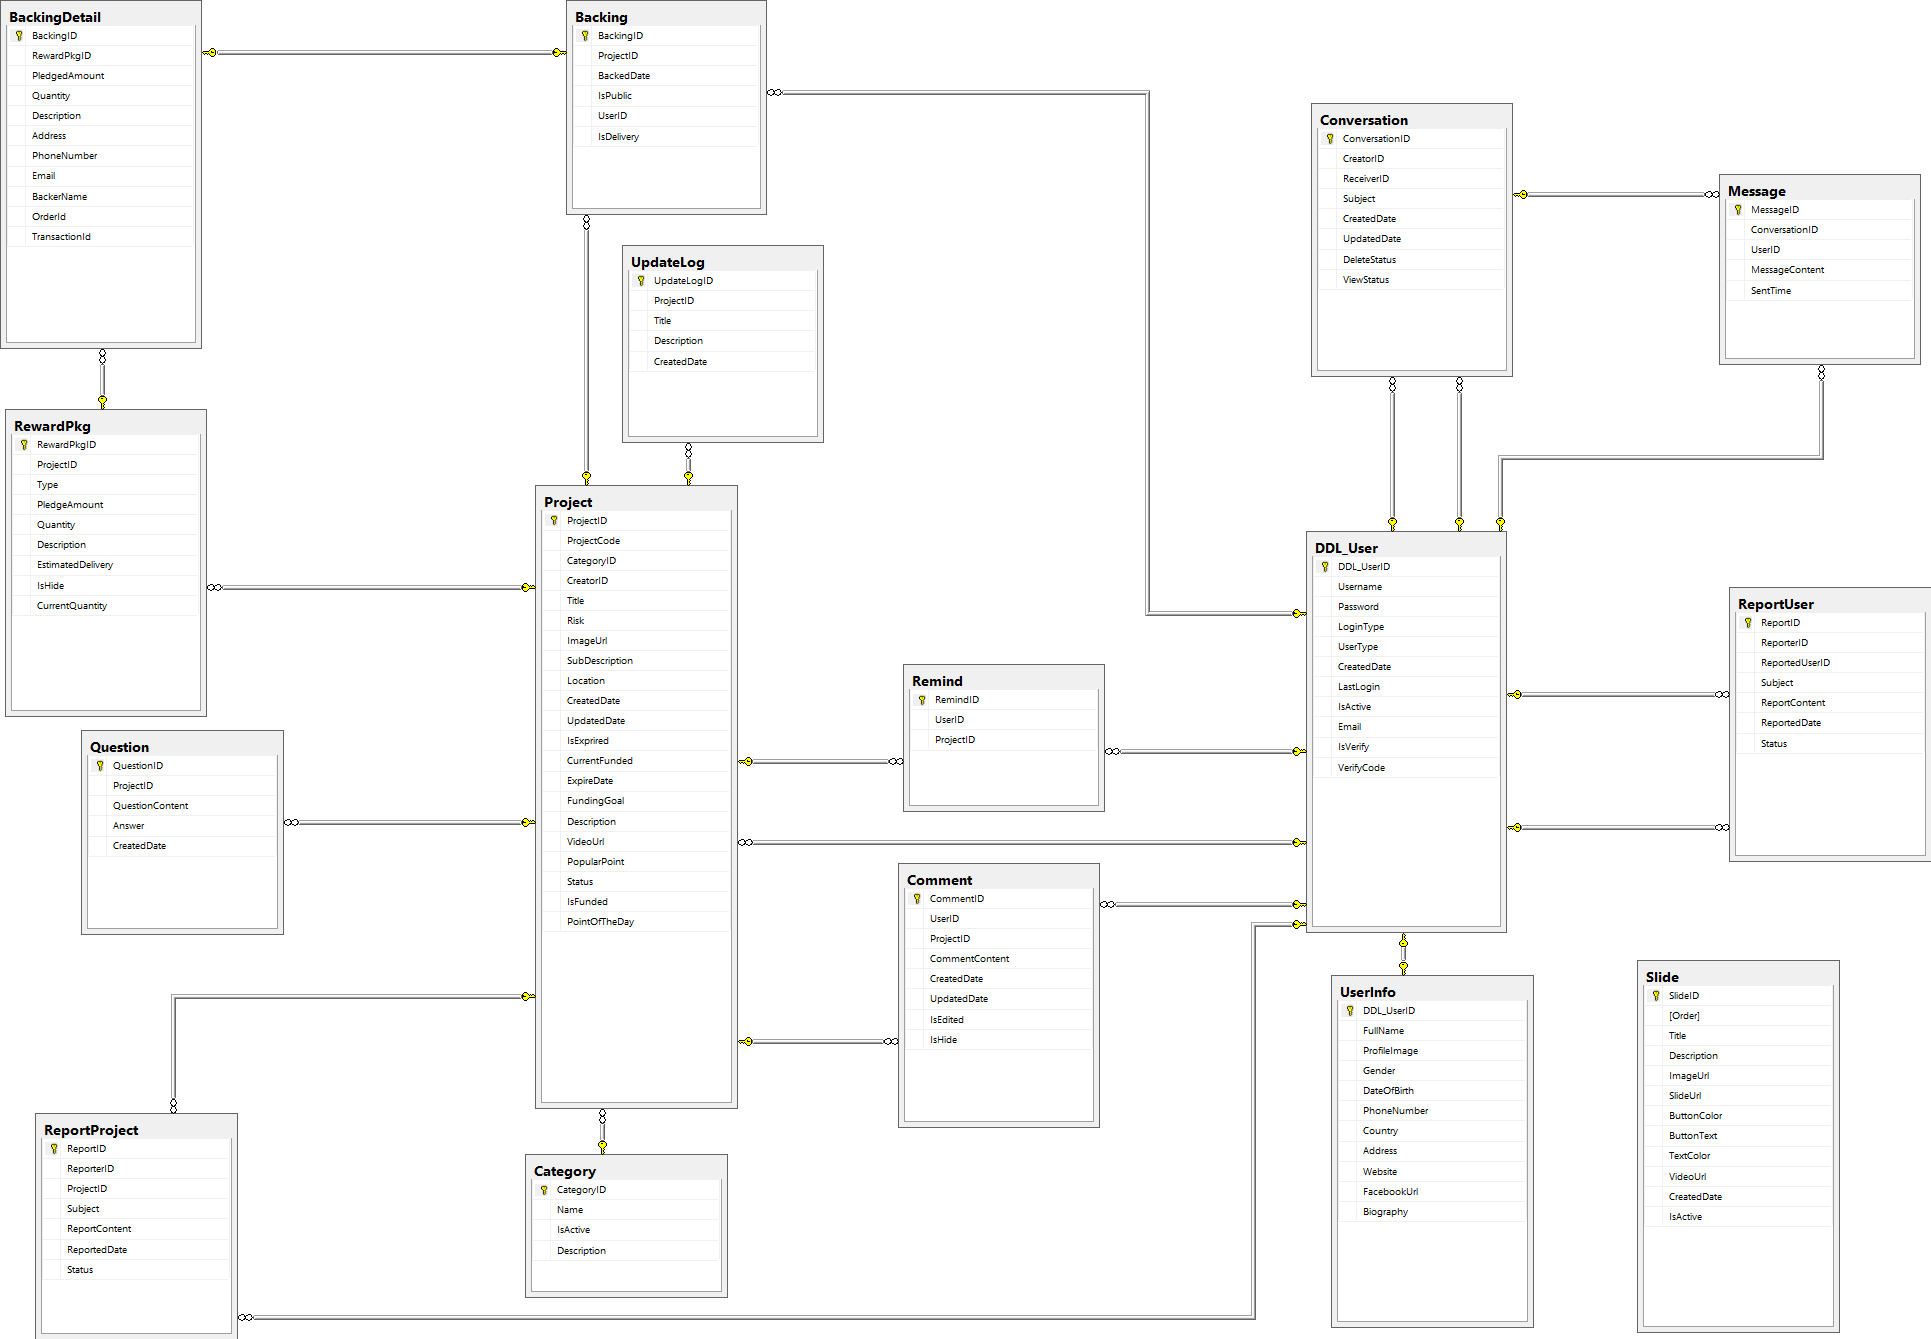 BackingDetail
BackingID
RewardPkgID
PledgedAmount
Quantity
Description
Address
PhoneNumber
Email
BackerName
OrderId
TransactionId
Backing
BackingID
ProjectID
BackedDate
IsPublic
UserID
IsDelivery
Conversation
ConversationID
CreatorID
ReceiverID
Subject
CreatedDate
UpdatedDate
DeleteStatus
ViewStatus
Message
MessageID
ConversationID
UserID
MessageContent
SentTime
UpdateLog
UpdateLogID
ProjectID
Title
Description
CreatedDate
RewardPkg
RewardPkgID
ProjectID
Type
PledgeAmount
Quantity
Description
EstimatedDelivery
IsHide
CurrentQuantity
Project
ProjectID
ProjectCode
CategoryID
CreatorID
Title
Risk
ImageUrl
SubDescription
Location
CreatedDate
UpdatedDate
IsExprired
CurrentFunded
ExpireDate
FundingGoal
Description
VideoUrl
PopularPoint
Status
IsFunded
PointOfTheDay
DDL_User
DDL_UserID
Username
Password
LoginType
UserType
CreatedDate
LastLogin
IsActive
Email
IsVerify
VerifyCode
ReportUser
ReportID
ReporterID
ReportedUserID
Subject
ReportContent
ReportedDate
Status
Remind
RemindID
UserID
ProjectID
Question
QuestionID
ProjectID
QuestionContent
Answer
CreatedDate
Comment
CommentID
UserID
ProjectID
CommentContent
CreatedDate
UpdatedDate
IsEdited
IsHide
UserInfo
DDL_UserID
FullName
ProfileImage
Gender
DateOfBirth
PhoneNumber
Country
Address
Website
FacebookUrl
Biography
Slide
SlideID
[Order]
Title
Description
ImageUrl
SlideUrl
ButtonColor
ButtonText
TextColor
VideoUrl
CreatedDate
IsActive
ReportProject
ReportID
ReporterID
ProjectID
Subject
ReportContent
ReportedDate
Status
Category
CategoryID
Name
IsActive
Description